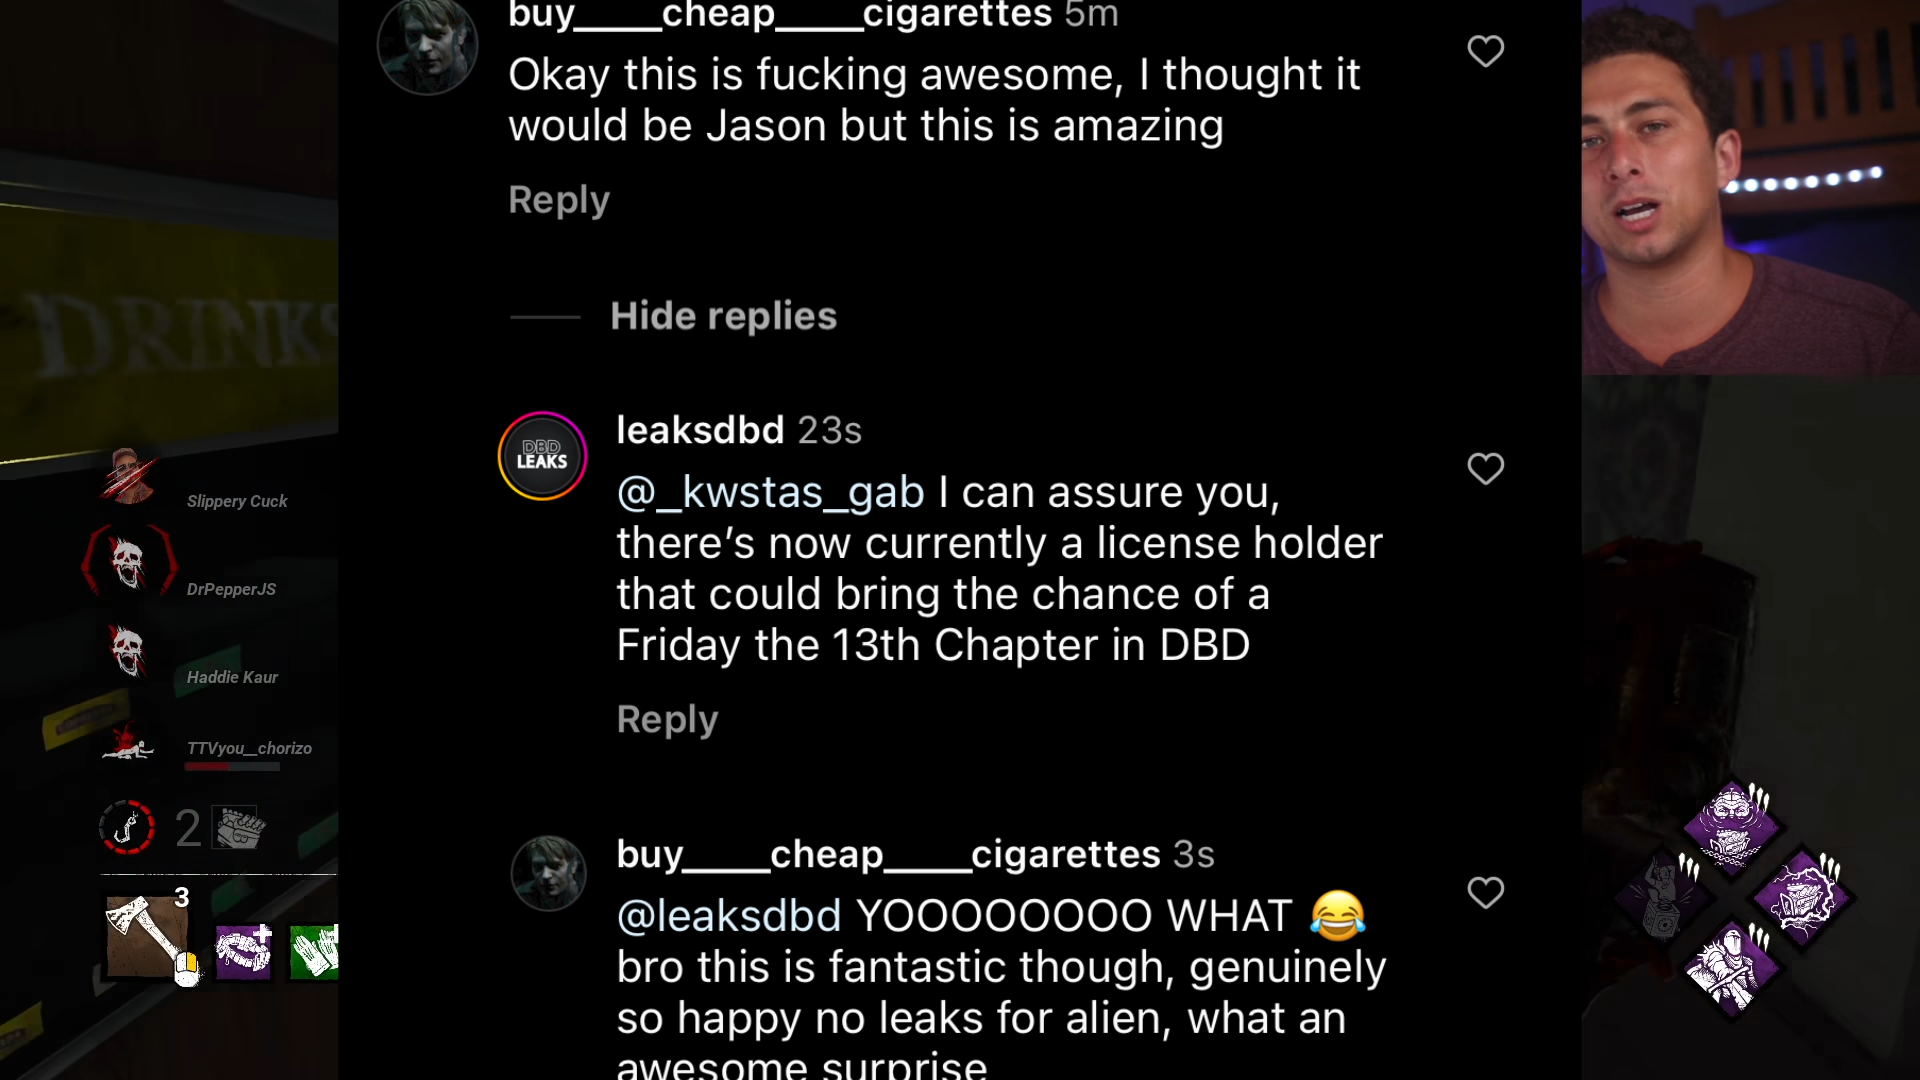 buy_____cheap_____cigarettes 5m
Okay this is fucking awesome, I thought it
would be Jason but this is amazing
Reply
Hide replies
DBD
LEAKS
leaksdbd 23s
@_kwstas_gab I can assure you,
there’s now currently a license holder
that could bring the chance of a
Friday the 13th Chapter in DBD
Reply
buy_____cheap_____cigarettes 3s
@leaksdbd YOOOOOOOO WHAT 😂
bro this is fantastic though, genuinely
so happy no leaks for alien, what an
awesome surprise
DRINKS
Slippery Cuck
DrPepperJS
Haddie Kaur
TTVyou__chorizo
2
3